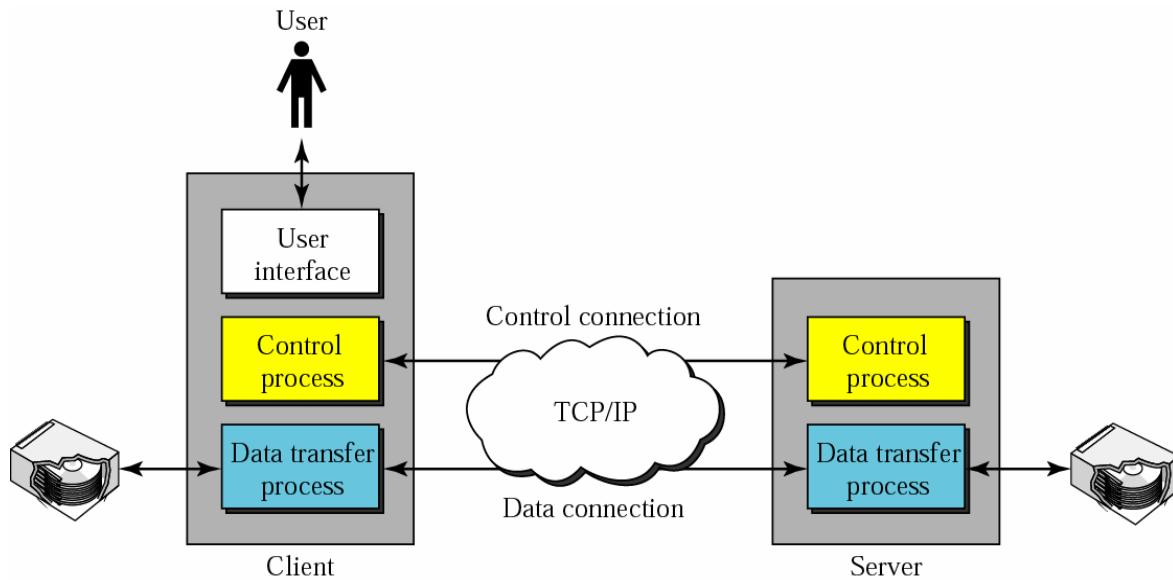 User
User
interface
Control connection
Control
process
Control
process
TCP/IP
Data transfer
process
Data transfer
process
Data connection
Client
Server